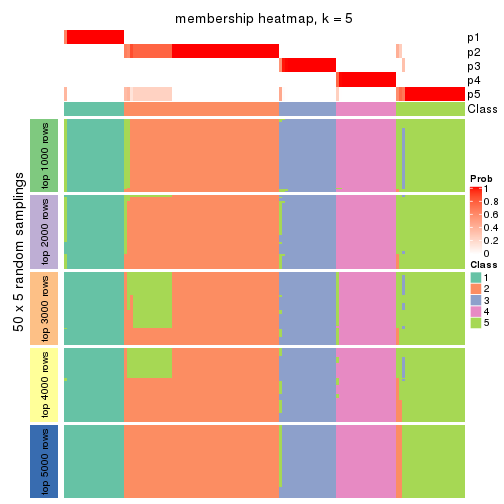 membership heatmap, k = 5
p1
p2
p3
p4
p5
Class
50 x 5 random samplings
top 1000 rows
top 2000 rows
top 3000 rows
top 4000 rows
top 5000 rows
Prob
1
0.8
0.6
0.4
0.2
0
Class
1
2
3
4
5